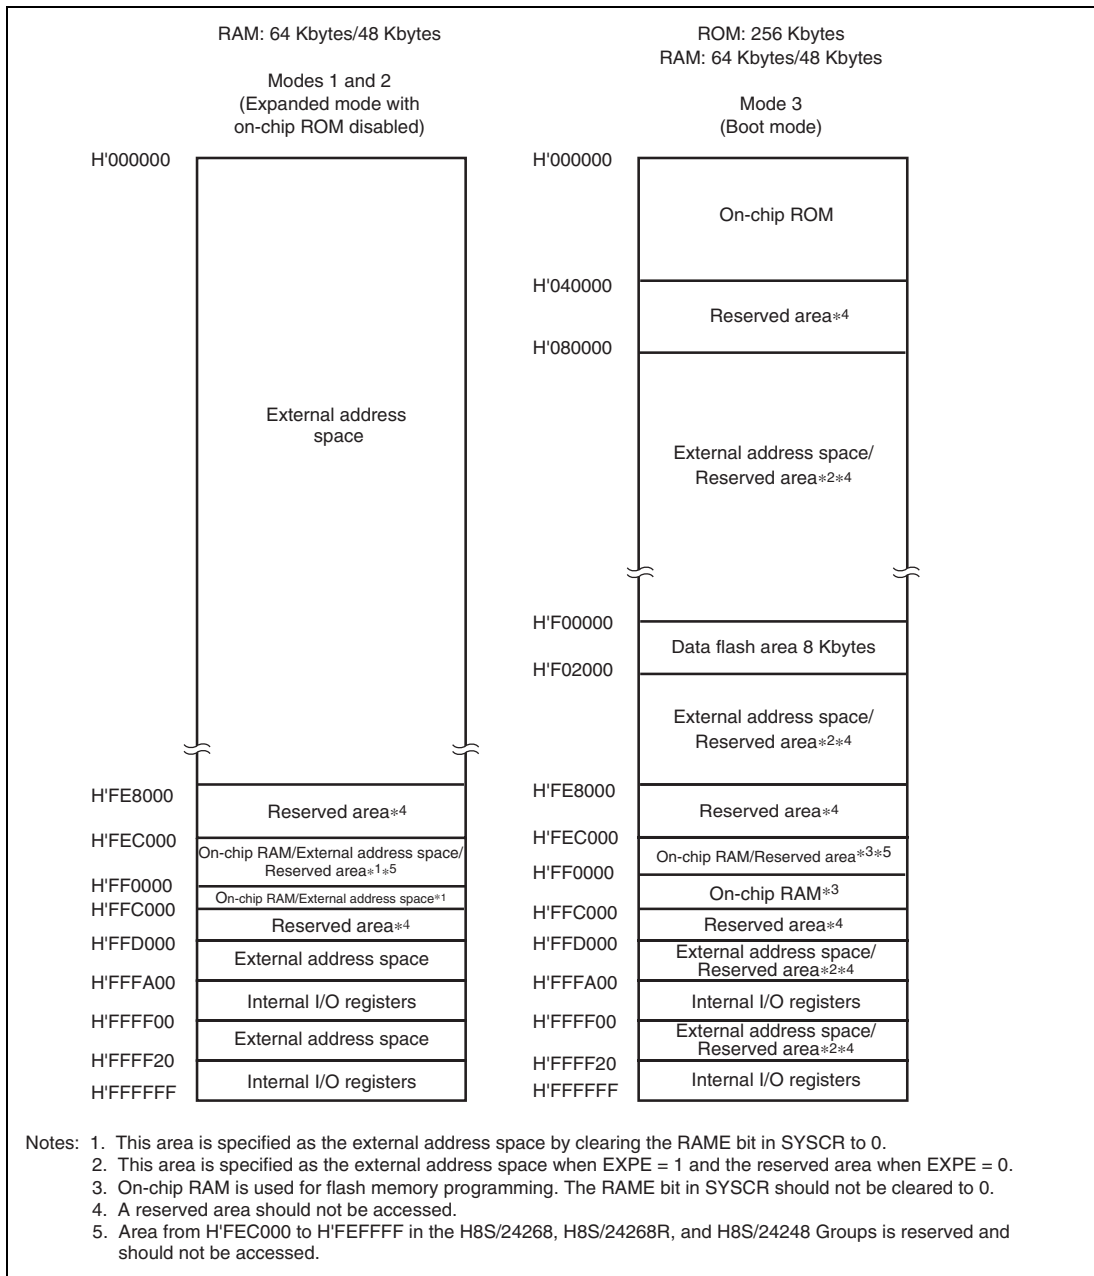 RAM: 64 Kbytes/48 Kbytes
Modes 1 and 2
(Expanded mode with
on-chip ROM disabled)
H'000000
External address
space
H'FE8000
Reserved area*4
H'FEC000
On-chip RAM/External address space/
Reserved area*1*5
H'FF0000
On-chip RAM/External address space*1
H'FFC000
Reserved area*4
H'FFD000
External address space
H'FFFA00
Internal I/O registers
H'FFFF00
External address space
H'FFFF20
Internal I/O registers
H'FFFFFF
ROM: 256 Kbytes
RAM: 64 Kbytes/48 Kbytes
Mode 3
(Boot mode)
H'000000
On-chip ROM
H'040000
Reserved area*4
H'080000
External address space/
Reserved area*2*4
H'F00000
Data flash area 8 Kbytes
H'F02000
External address space/
Reserved area*2*4
H'FE8000
Reserved area*4
H'FEC000
On-chip RAM/Reserved area*3*5
H'FF0000
On-chip RAM*3
H'FFC000
Reserved area*4
H'FFD000
External address space/
Reserved area*2*4
H'FFFA00
Internal I/O registers
H'FFFF00
External address space/
Reserved area*2*4
H'FFFF20
Internal I/O registers
H'FFFFFF
Notes: 1. This area is specified as the external address space by clearing the RAME bit in SYSCR to 0.
2. This area is specified as the external address space when EXPE = 1 and the reserved area when EXPE = 0.
3. On-chip RAM is used for flash memory programming. The RAME bit in SYSCR should not be cleared to 0.
4. A reserved area should not be accessed.
5. Area from H'FEC000 to H'FEFFFF in the H8S/24268, H8S/24268R, and H8S/24248 Groups is reserved and
should not be accessed.